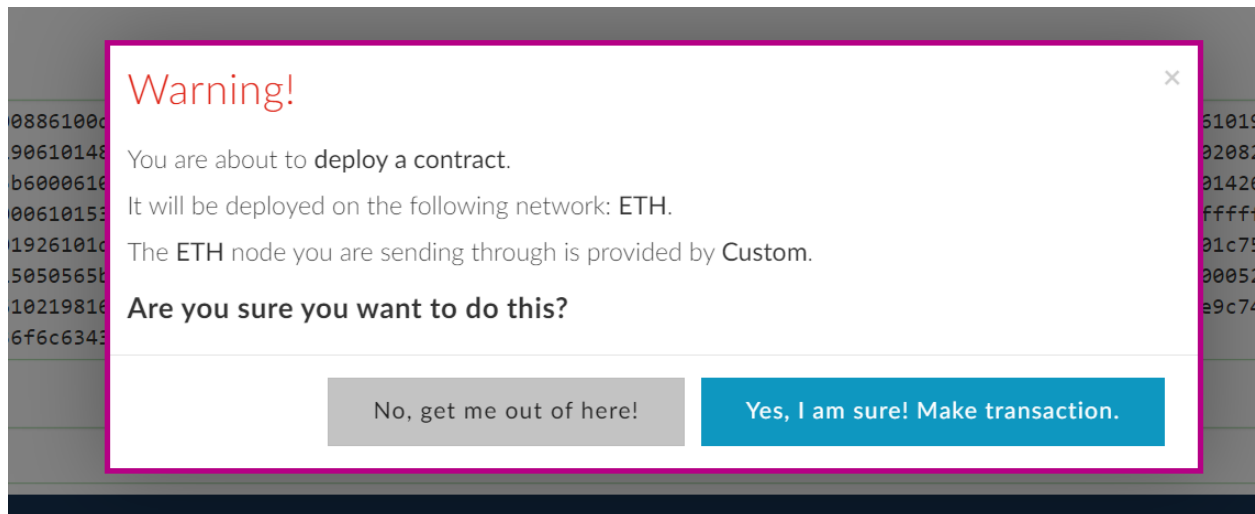 Warning!
×
You are about to deploy a contract.
It will be deployed on the following network: ETH.
The ETH node you are sending through is provided by Custom.
Are you sure you want to do this?
No, get me out of here!
Yes, I am sure! Make transaction.